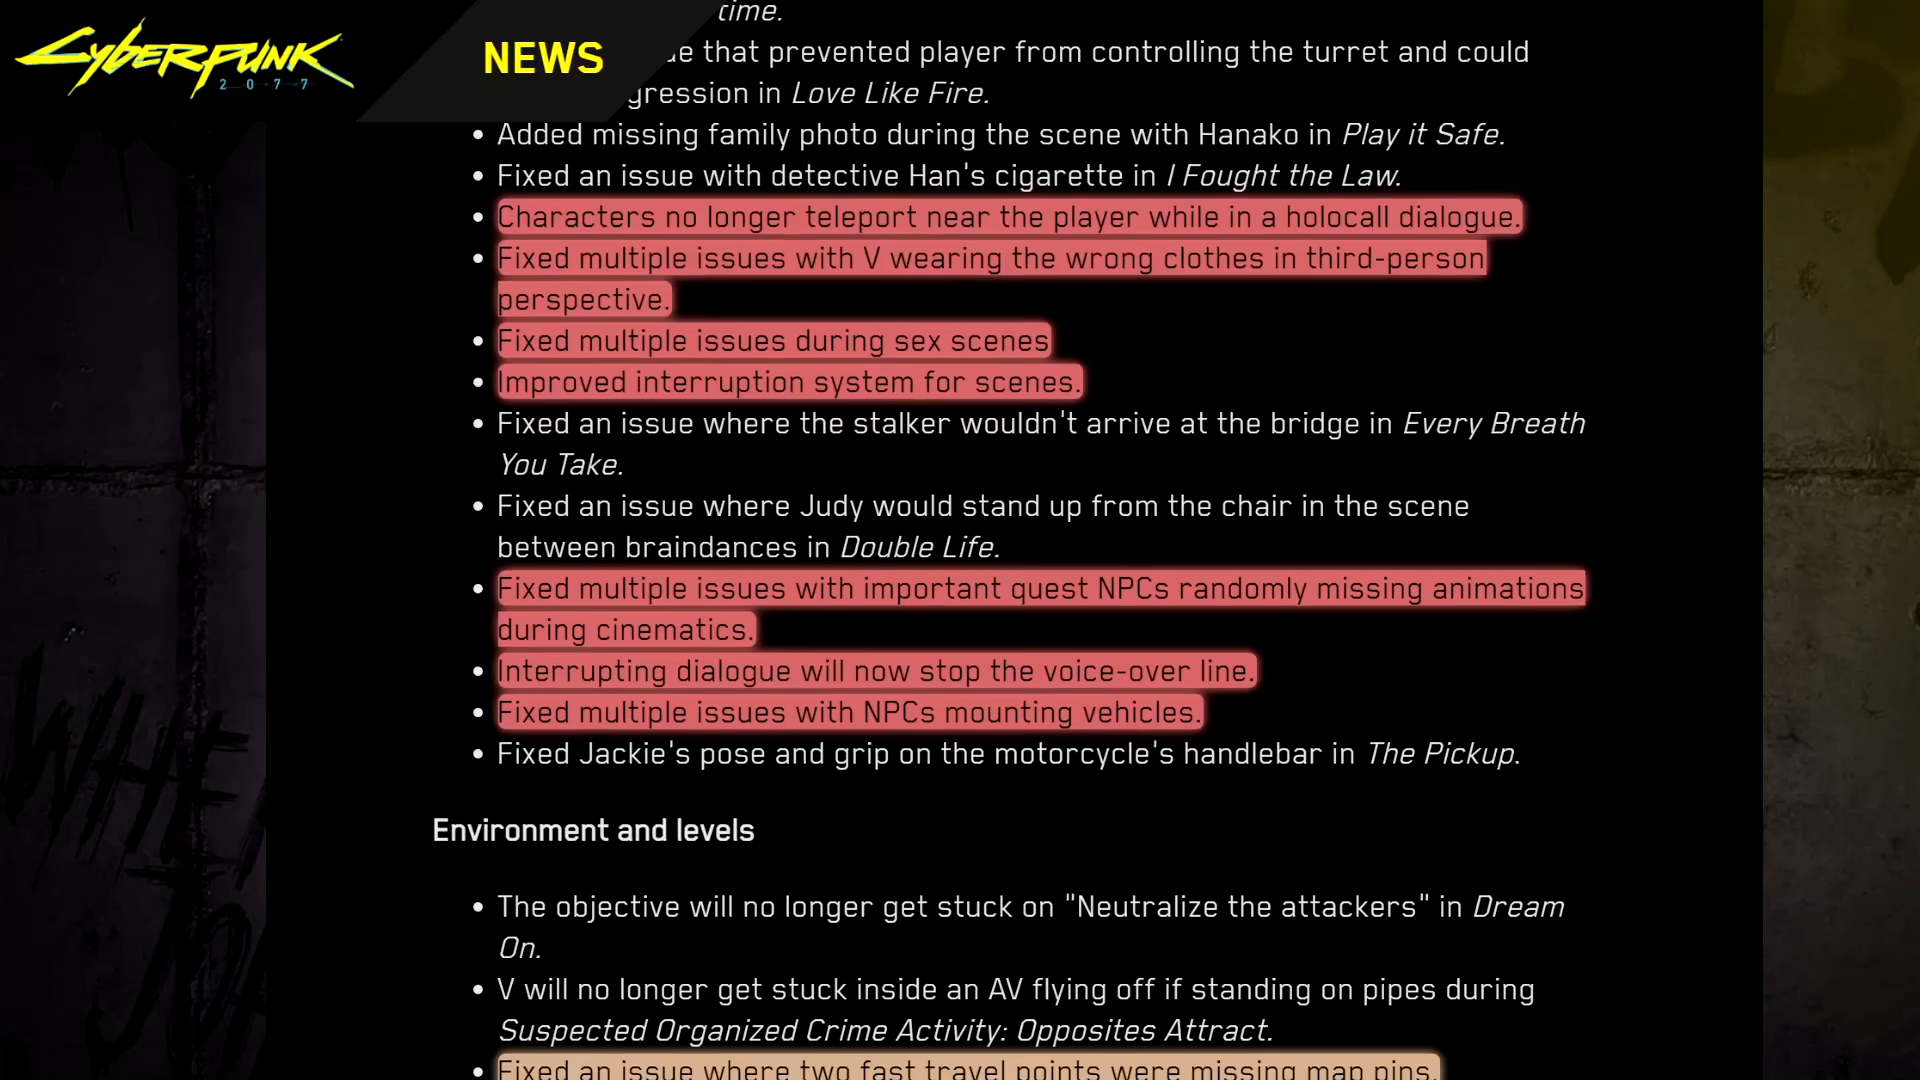 time.
CYBERPUNK
2077
NEWS
that prevented player from controlling the turret and could
in Love Like Fire.
• Added missing family photo during the scene with Hanako in Play it Safe.
• Fixed an issue with detective Han's cigarette in I Fought the Law.
• Characters no longer teleport near the player while in a holocall dialogue.
• Fixed multiple issues with V wearing the wrong clothes in third-person
perspective.
• Fixed multiple issues during sex scenes
• Improved interruption system for scenes.
• Fixed an issue where the stalker wouldn't arrive at the bridge in Every Breath
You Take.
• Fixed an issue where Judy would stand up from the chair in the scene
between braindances in Double Life.
• Fixed multiple issues with important quest NPCs randomly missing animations
during cinematics.
• Interrupting dialogue will now stop the voice-over line.
• Fixed multiple issues with NPCs mounting vehicles.
• Fixed Jackie's pose and grip on the motorcycle's handlebar in The Pickup.
Environment and levels
• The objective will no longer get stuck on "Neutralize the attackers" in Dream
On.
• V will no longer get stuck inside an AV flying off if standing on pipes during
Suspected Organized Crime Activity: Opposites Attract.
• Fixed an issue where two fast travel points were missing map pins.